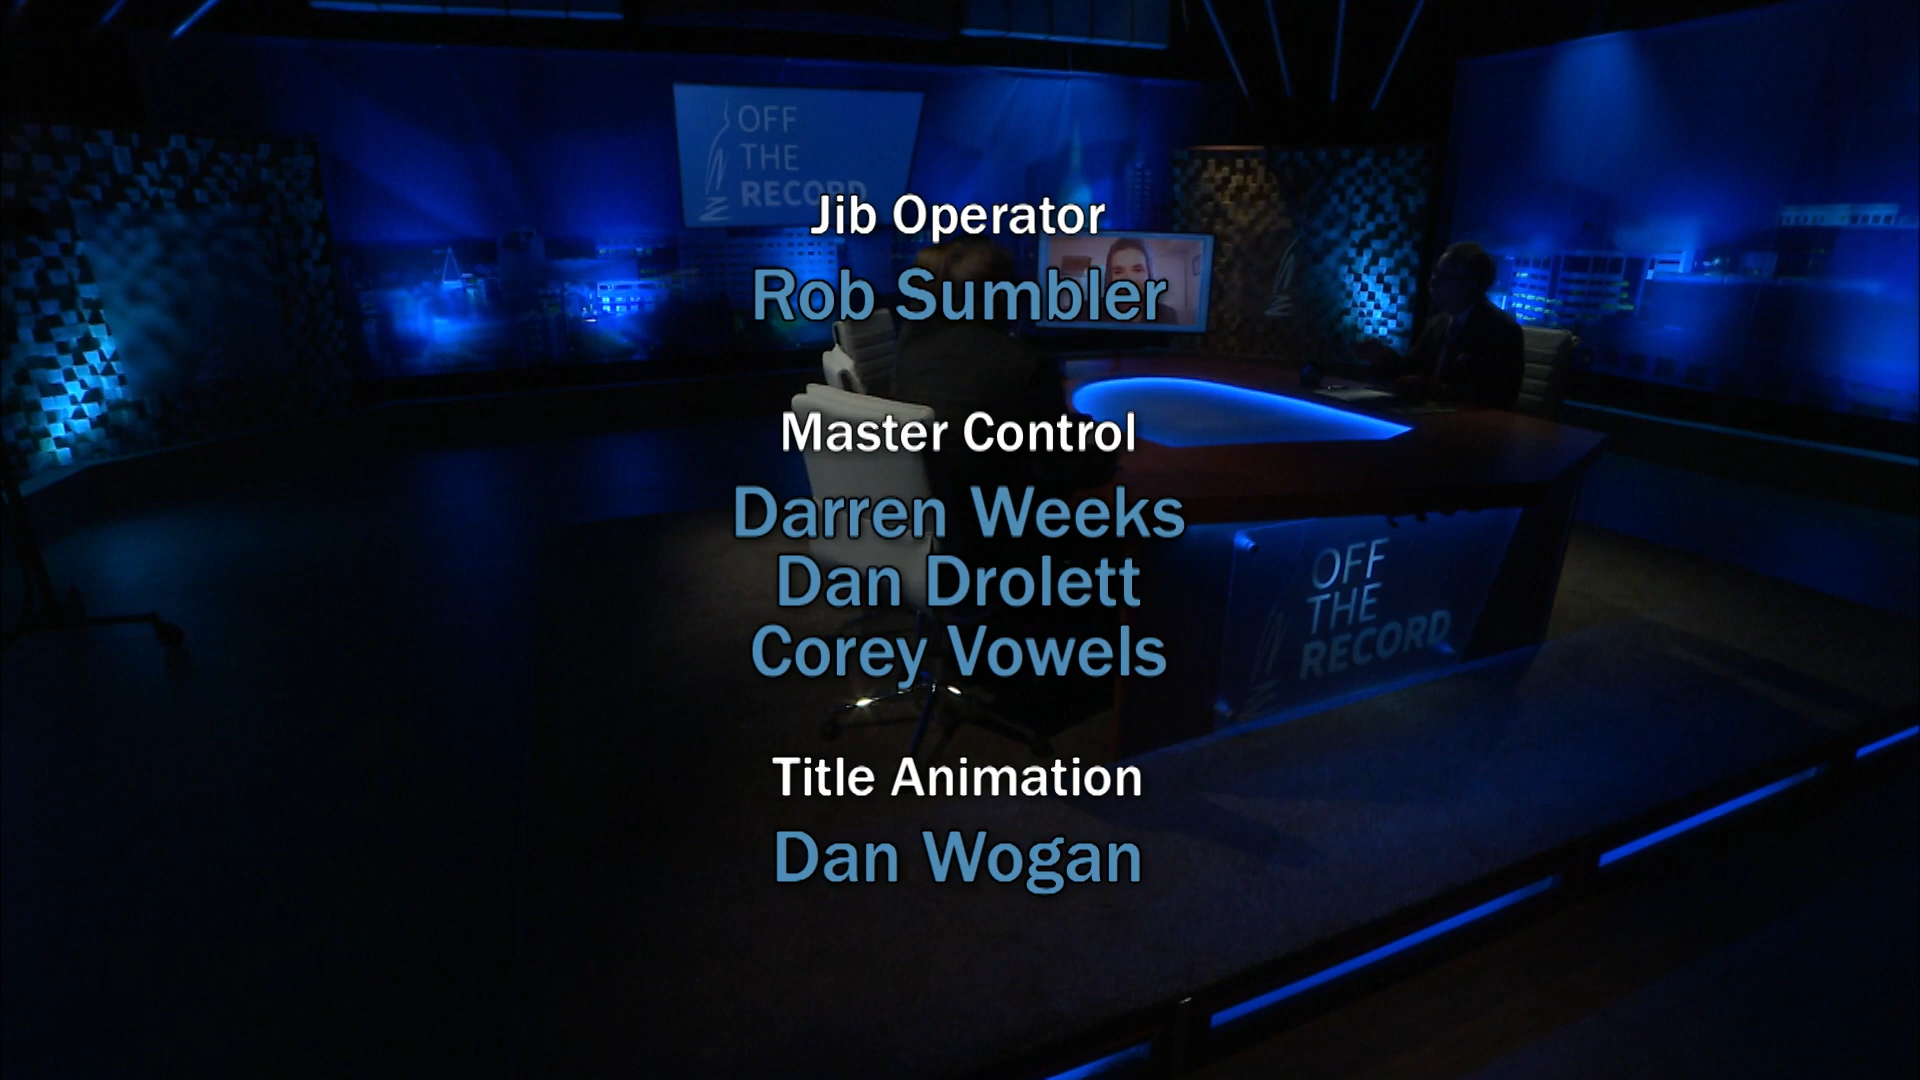 OFF
THE
RECORD
Jib Operator
Rob Sumbler
Master Control
Darren Weeks
Dan Drolett
Corey Vowels
Title Animation
Dan Wogan
OFF
THE
RECORD